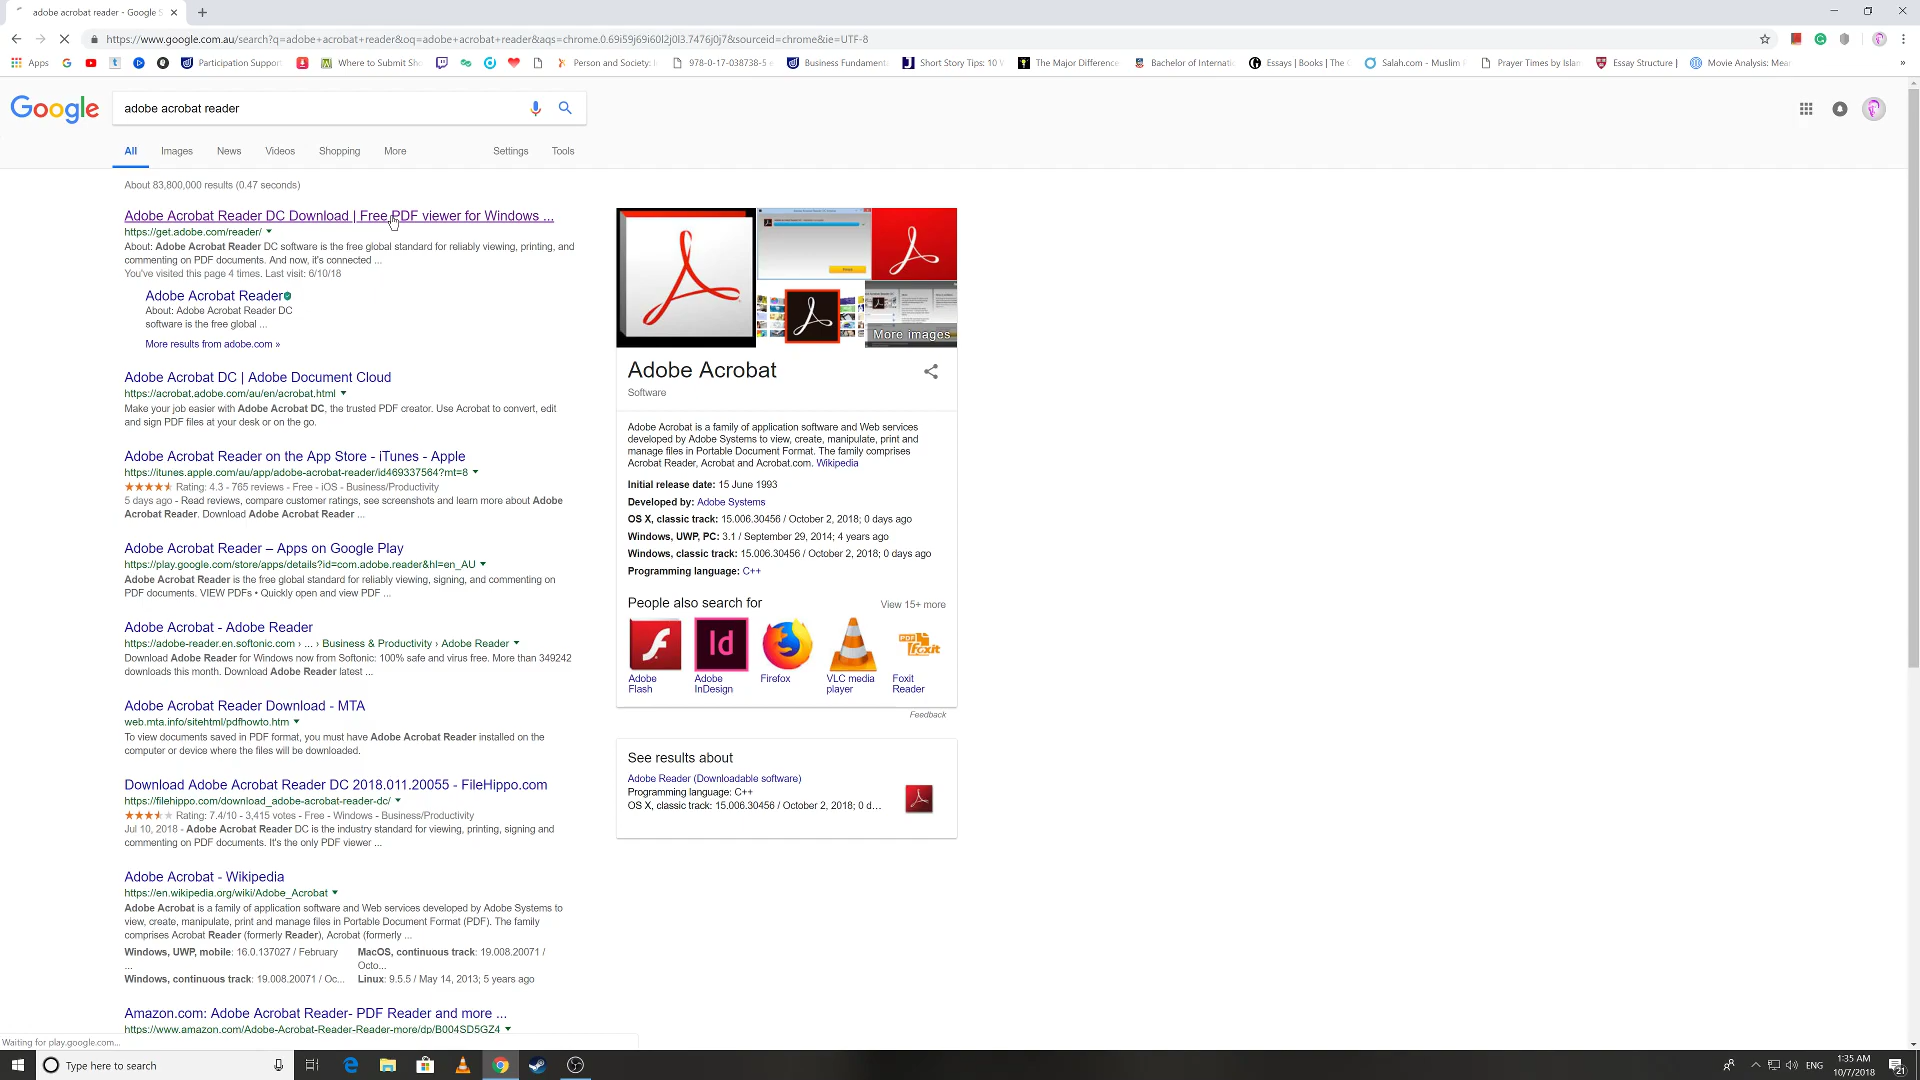 adobe acrobat reader - Google S
https://www.google.com.au/search?q=adobe+acrobat+reader&oq=adobe+acrobat+reader&aqs=chrome.0.69i59j69i60l2j0l3.7476j0j7&sourceid=chrome&ie=UTF-8
Apps
Participation Support
Where to Submit Sho
Person and Society: I
978-0-17-038738-5
Business Fundament
Short Story Tips: 10
The Major Difference
Bachelor of Internatio
Essays | Books | The
Salah.com - Muslim
Prayer Times by Islan
Essay Structure |
Movie Analysis: Mea
»
Google
adobe acrobat reader
All Images News Videos Shopping More Settings Tools
About 83,800,000 results (0.47 seconds)
Adobe Acrobat Reader DC Download | Free PDF viewer for Windows ...
https://get.adobe.com/reader/
About: Adobe Acrobat Reader DC software is the free global standard for reliably viewing, printing, and
commenting on PDF documents. And now, it's connected ...
You've visited this page 4 times. Last visit: 6/10/18
Adobe Acrobat Reader
About: Adobe Acrobat Reader DC
software is the free global ...
More results from adobe.com »
Adobe Acrobat DC | Adobe Document Cloud
https://acrobat.adobe.com/au/en/acrobat.html
Make your job easier with Adobe Acrobat DC, the trusted PDF creator. Use Acrobat to convert, edit
and sign PDF files at your desk or on the go.
Adobe Acrobat Reader on the App Store - iTunes - Apple
https://itunes.apple.com/au/app/adobe-acrobat-reader/id469337564?mt=8
Rating: 4.3 - 765 reviews - Free - iOS - Business/Productivity
5 days ago - Read reviews, compare customer ratings, see screenshots and learn more about Adobe
Acrobat Reader. Download Adobe Acrobat Reader ...
Adobe Acrobat Reader – Apps on Google Play
https://play.google.com/store/apps/details?id=com.adobe.reader&hl=en_AU
Adobe Acrobat Reader is the free global standard for reliably viewing, signing, and commenting on
PDF documents. VIEW PDFs • Quickly open and view PDF ...
Adobe Acrobat - Adobe Reader
https://adobe-reader.en.softonic.com › ... › Business & Productivity › Adobe Reader
Download Adobe Reader for Windows now from Softonic: 100% safe and virus free. More than 349242
downloads this month. Download Adobe Reader latest ...
Adobe Acrobat Reader Download - MTA
web.mta.info/sitehtml/pdfhowto.htm
To view documents saved in PDF format, you must have Adobe Acrobat Reader installed on the
computer or device where the files will be downloaded.
Download Adobe Acrobat Reader DC 2018.011.20055 - FileHippo.com
https://filehippo.com/download_adobe-acrobat-reader-dc/
Rating: 7.4/10 - 3,415 votes - Free - Windows - Business/Productivity
Jul 10, 2018 - Adobe Acrobat Reader DC is the industry standard for viewing, printing, signing and
commenting on PDF documents. It's the only PDF viewer ...
Adobe Acrobat - Wikipedia
https://en.wikipedia.org/wiki/Adobe_Acrobat
Adobe Acrobat is a family of application software and Web services developed by Adobe Systems to
view, create, manipulate, print and manage files in Portable Document Format (PDF). The family
comprises Acrobat Reader (formerly Reader), Acrobat (formerly ...
Windows, UWP, mobile: 16.0.137027 / February
...
MacOS, continuous track: 19.008.20071 /
Octo...
Windows, continuous track: 19.008.20071 / Oc...
Linux: 9.5.5 / May 14, 2013; 5 years ago
Amazon.com: Adobe Acrobat Reader- PDF Reader and more ...
https://www.amazon.com/Adobe-Acrobat-Reader-Reader-more/dp/B004SD5GZ4
More images
Adobe Acrobat
Software
Adobe Acrobat is a family of application software and Web services
developed by Adobe Systems to view, create, manipulate, print and
manage files in Portable Document Format. The family comprises
Acrobat Reader, Acrobat and Acrobat.com. Wikipedia
Initial release date: 15 June 1993
Developed by: Adobe Systems
OS X, classic track: 15.006.30456 / October 2, 2018; 0 days ago
Windows, UWP, PC: 3.1 / September 29, 2014; 4 years ago
Windows, classic track: 15.006.30456 / October 2, 2018; 0 days ago
Programming language: C++
People also search for
View 15+ more
Id
PDF Foxit
Adobe Flash
Adobe InDesign
Firefox
VLC media player
Foxit Reader
Feedback
See results about
Adobe Reader (Downloadable software)
Programming language: C++
OS X, classic track: 15.006.30456 / October 2, 2018; 0 d...
Waiting for play.google.com...
Type here to search
ENG
1:35 AM
10/7/2018
21